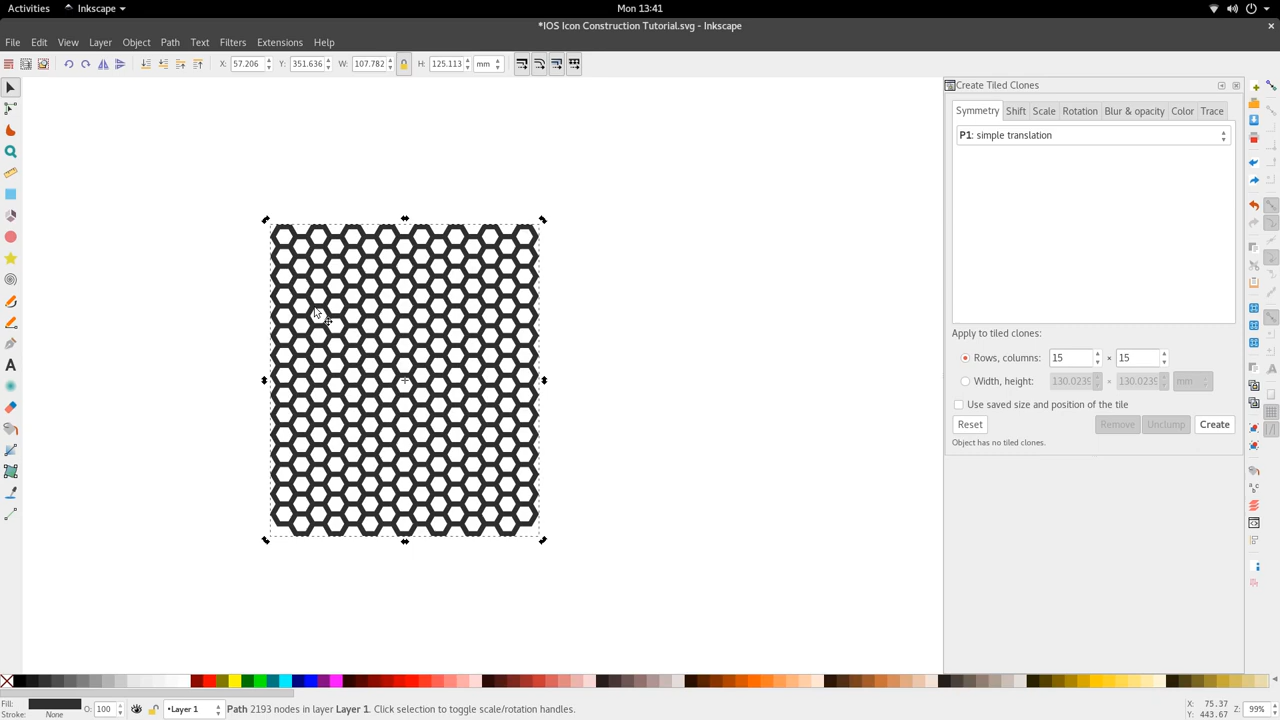 Activities Inkscape Mon 13:41
*IOS Icon Construction Tutorial.svg - Inkscape
File Edit View Layer Object Path Text Filters Extensions Help
X: 57.206 Y: 351.636 W: 107.782 H: 125.113 mm
Create Tiled Clones
Symmetry Shift Scale Rotation Blur & opacity Color Trace
P1: simple translation
Apply to tiled clones:
Rows, columns: 15 × 15
Width, height: 130.0239 × 130.0239 mm
Use saved size and position of the tile
Reset Remove Unclump Create
Object has no tiled clones.
Fill:
Stroke: None
O: 100
•Layer 1
Path 2193 nodes in layer Layer 1. Click selection to toggle scale/rotation handles.
X: 75.37
Y: 443.67
Z: 99%